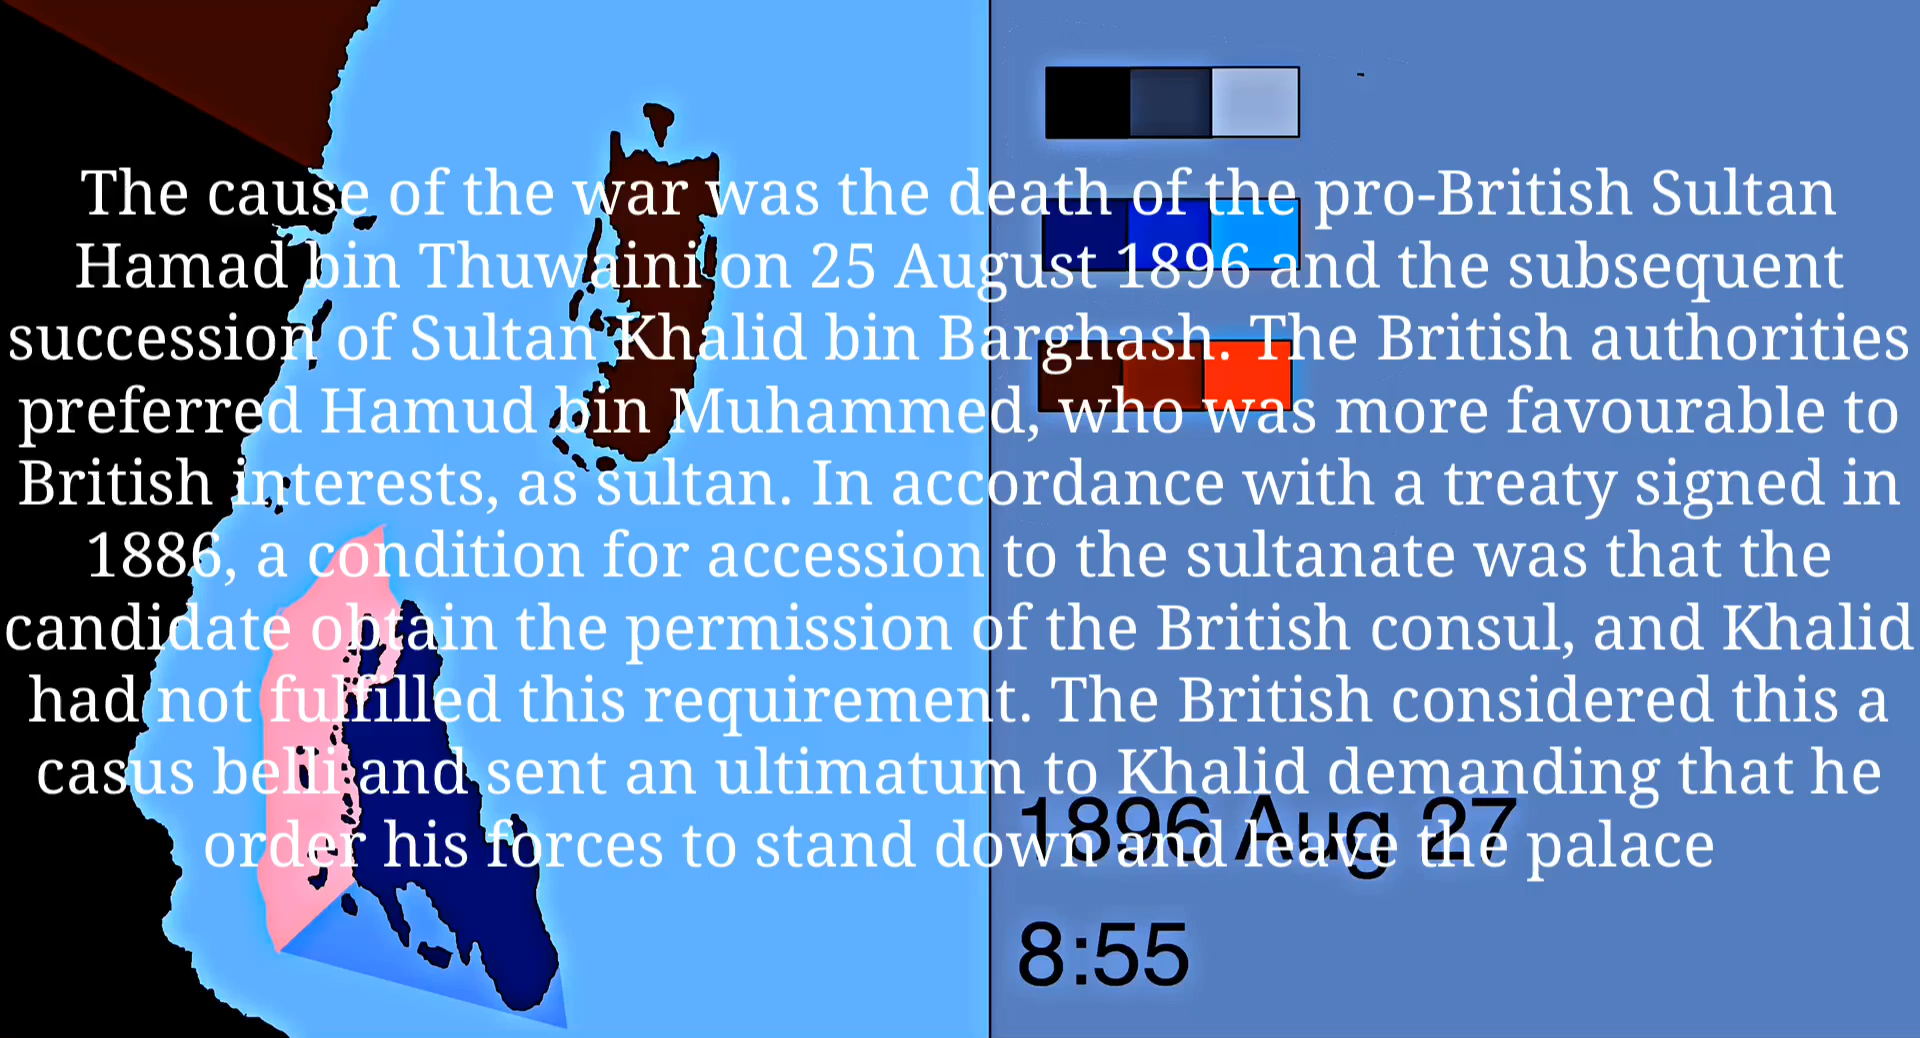 The cause of the war was the death of the pro-British Sultan
Hamad bin Thuwaini on 25 August 1896 and the subsequent
succession of Sultan Khalid bin Barghash. The British authorities
preferred Hamud bin Muhammed, who was more favourable to
British interests, as sultan. In accordance with a treaty signed in
1886, a condition for accession to the sultanate was that the
candidate obtain the permission of the British consul, and Khalid
had not fulfilled this requirement. The British considered this a
casus belli and sent an ultimatum to Khalid demanding that he
order his forces to stand down and leave the palace
1896 Aug 27
8:55